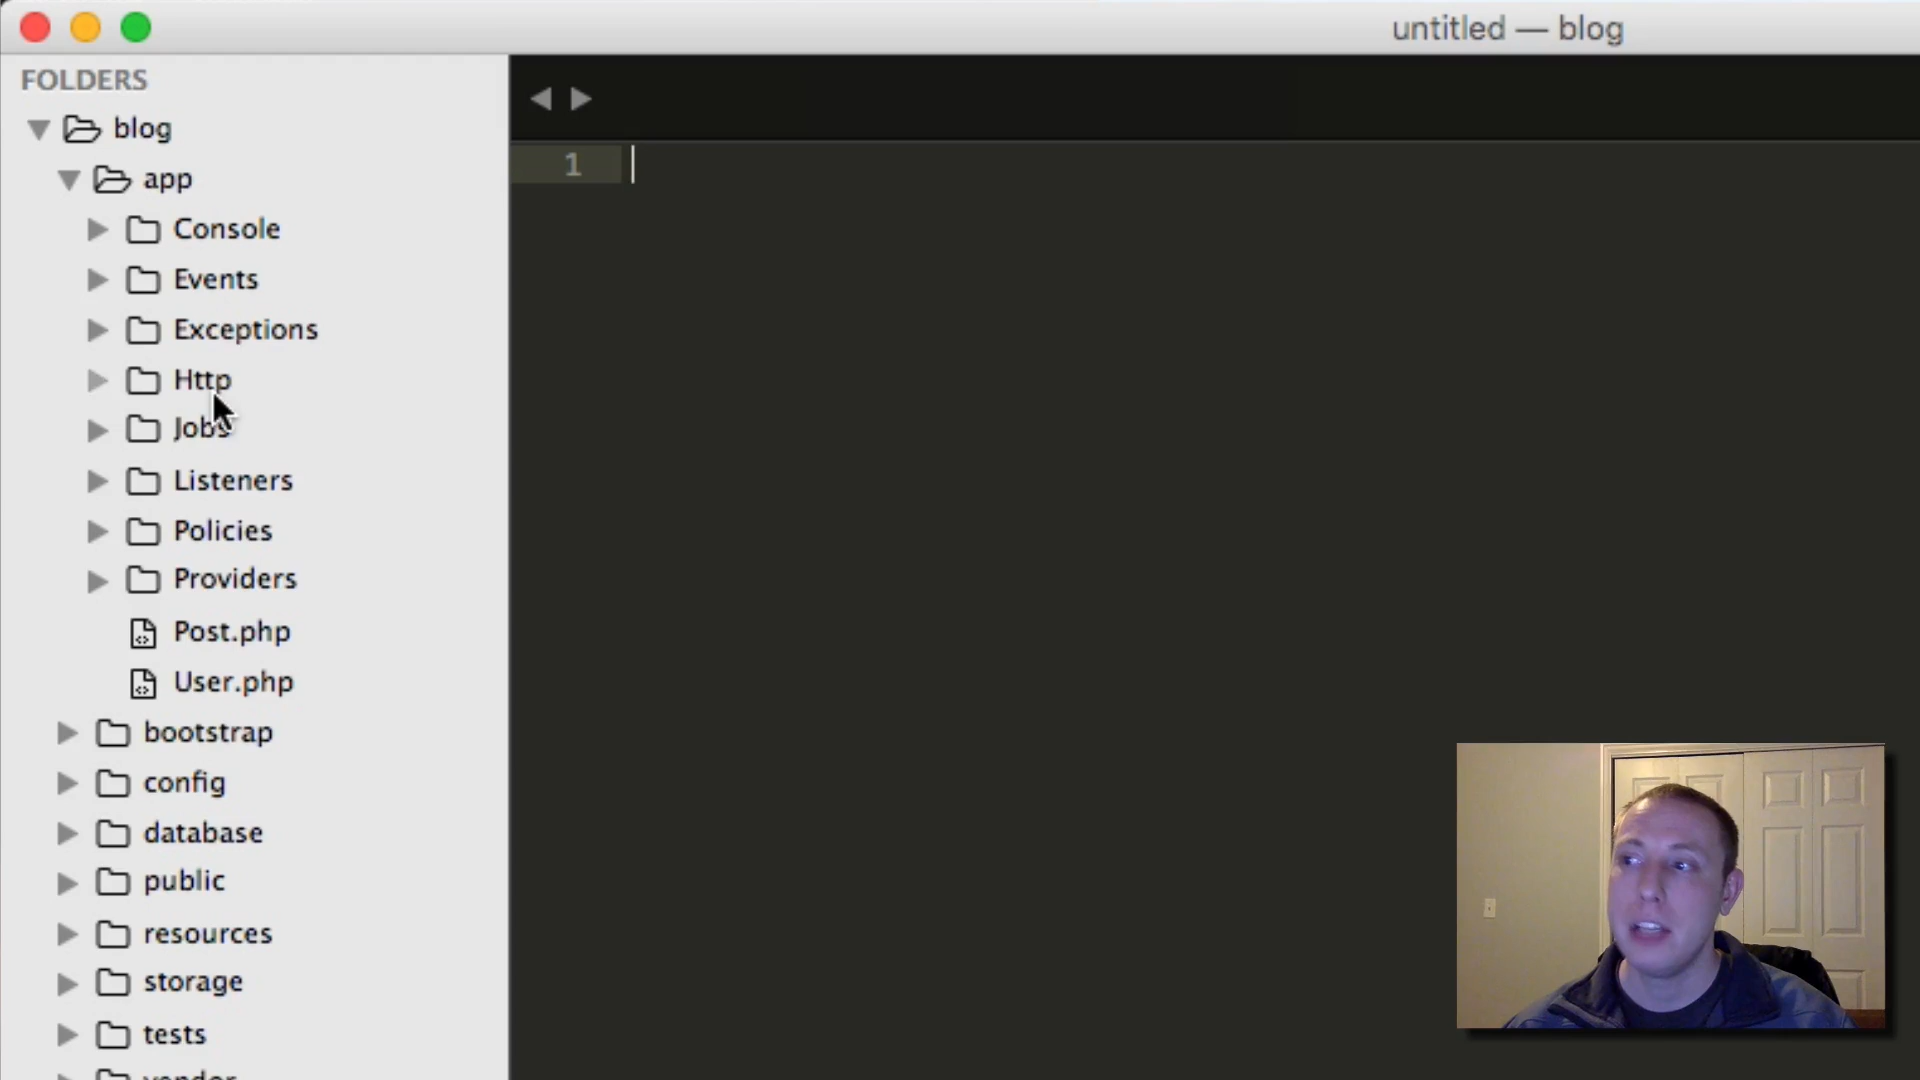 untitled — blog
FOLDERS
blog
app
Console
Events
Exceptions
Http
Jobs
Listeners
Policies
Providers
Post.php
User.php
bootstrap
config
database
public
resources
storage
tests
vendor
1